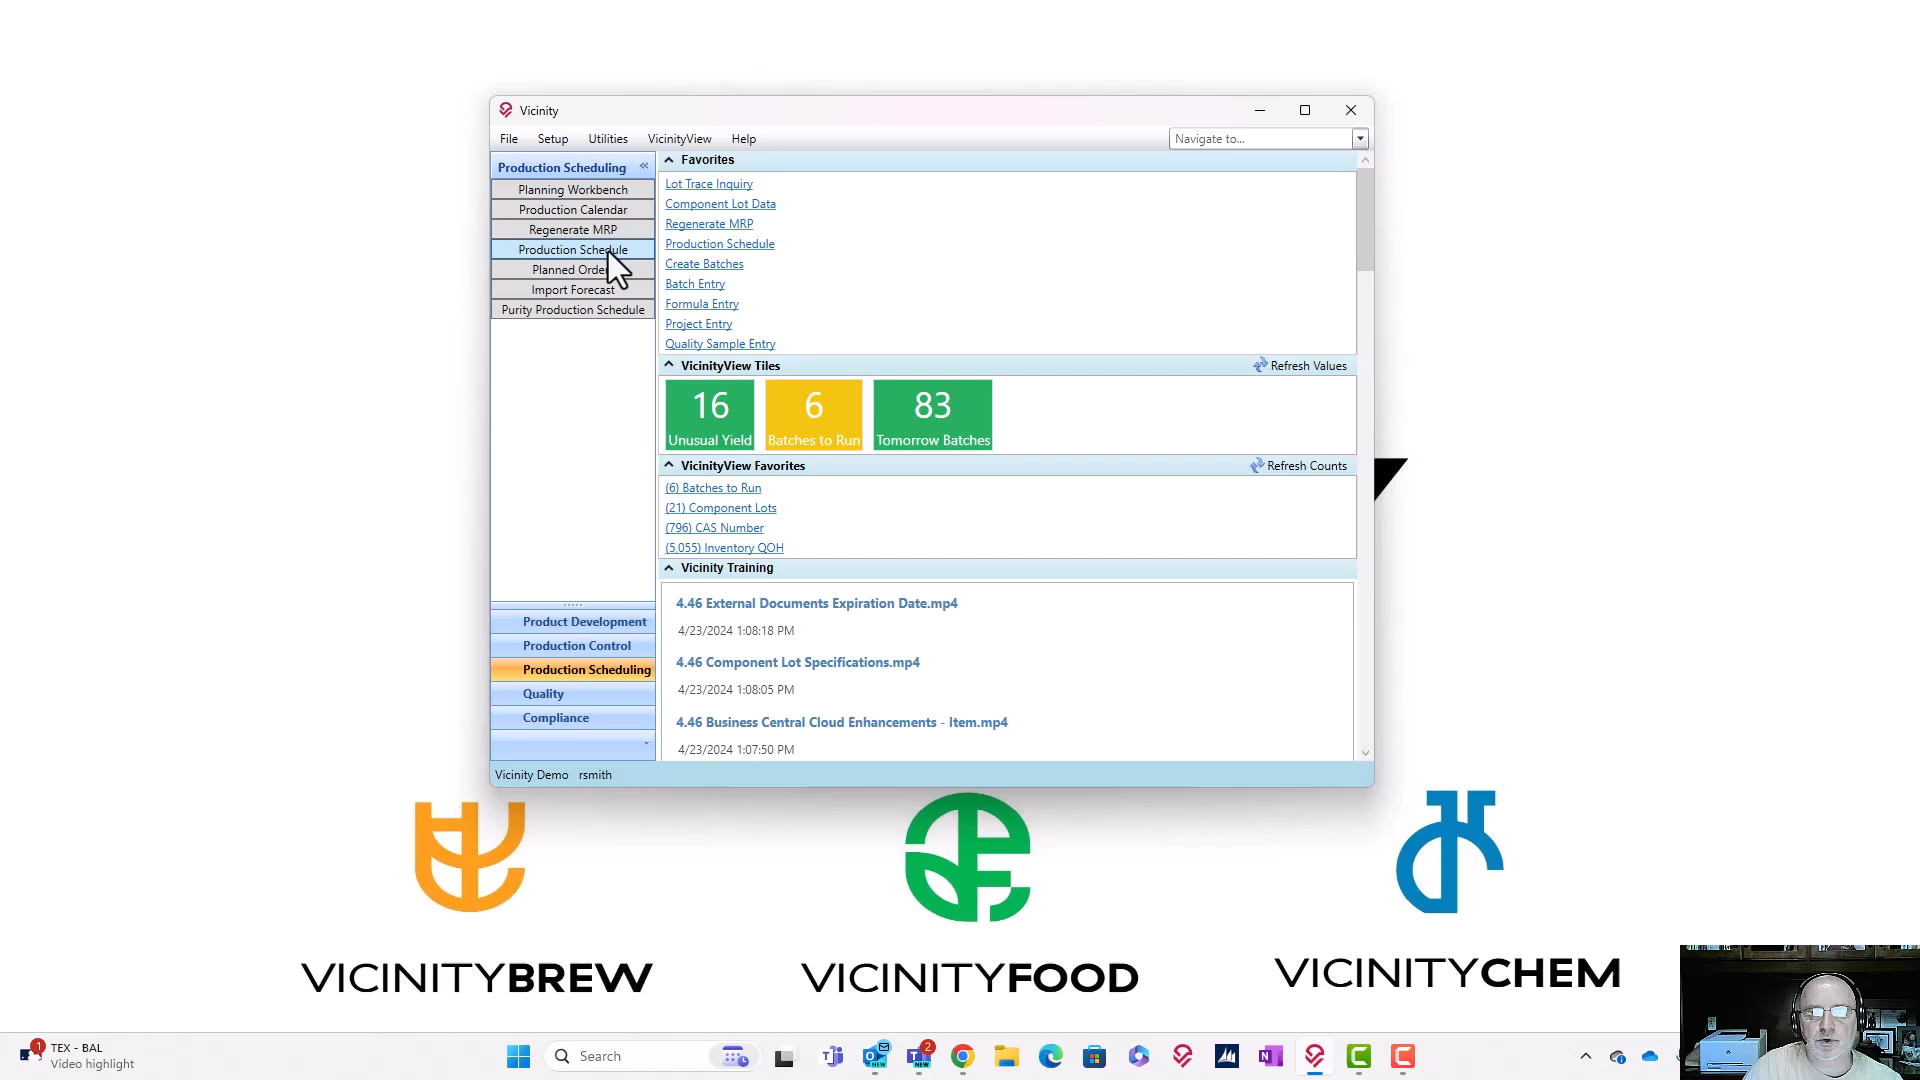 Vicinity
File Setup Utilities VicinityView Help
Navigate to...
Production Scheduling «
Planning Workbench
Production Calendar
Regenerate MRP
Production Schedule
Planned Order
Import Forecast
Purity Production Schedule
Product Development
Production Control
Production Scheduling
Quality
Compliance
Favorites
Lot Trace Inquiry
Component Lot Data
Regenerate MRP
Production Schedule
Create Batches
Batch Entry
Formula Entry
Project Entry
Quality Sample Entry
VicinityView Tiles Refresh Values
16 6 83
Unusual Yield Batches to Run Tomorrow Batches
VicinityView Favorites Refresh Counts
(6) Batches to Run
(21) Component Lots
(796) CAS Number
(5,055) Inventory QOH
Vicinity Training
4.46 External Documents Expiration Date.mp4
4/23/2024 1:08:18 PM
4.46 Component Lot Specifications.mp4
4/23/2024 1:08:05 PM
4.46 Business Central Cloud Enhancements - Item.mp4
4/23/2024 1:07:50 PM
Vicinity Demo rsmith
VICINITYBREW VICINITYFOOD VICINITYCHEM
1
TEX - BAL
Video highlight
Search
NEW
2
NEW